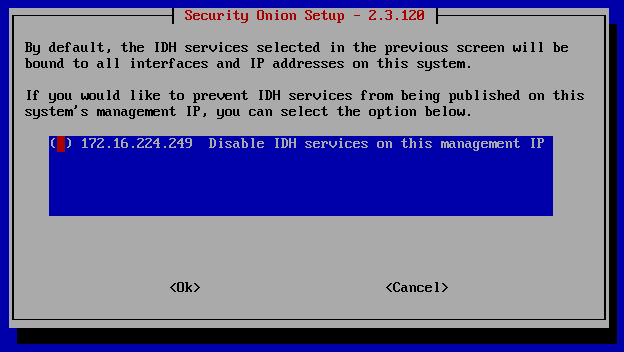 Security Onion Setup - 2.3.120
By default, the IDH services selected in the previous screen will be
bound to all interfaces and IP addresses on this system.
If you would like to prevent IDH services from being published on this
system's management IP, you can select the option below.
( ) 172.16.224.249  Disable IDH services on this management IP
<Ok> <Cancel>